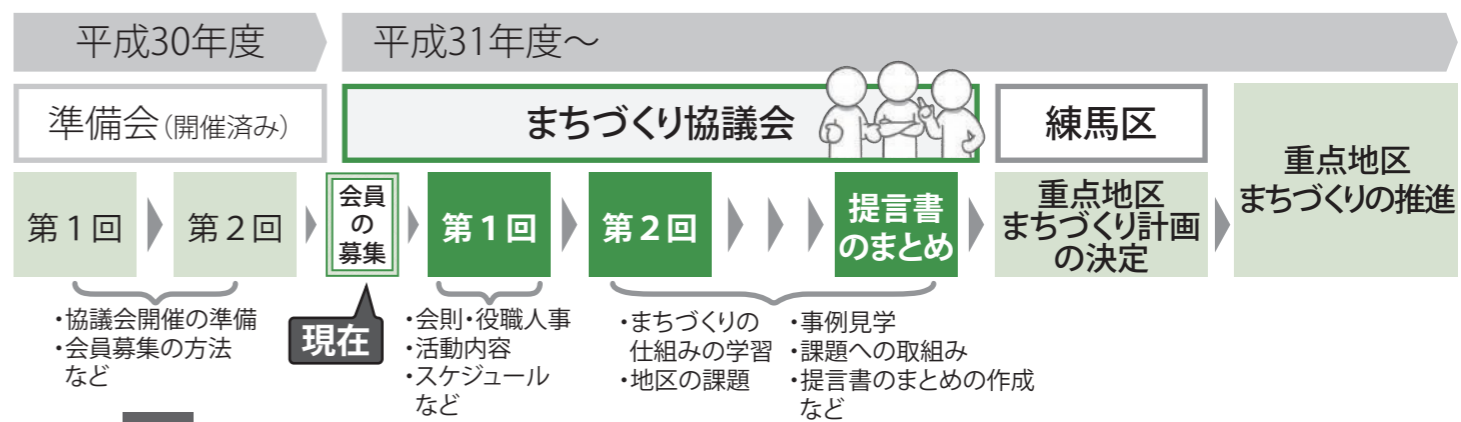 平成30年度
平成31年度～
準備会（開催済み）
まちづくり協議会
練馬区
重点地区
まちづくりの推進
第１回
第２回
会員
の
募集
第１回
第２回
提言書
のまとめ
重点地区
まちづくり計画
の決定
・協議会開催の準備
・会員募集の方法
など
現在
・会則・役職人事
・活動内容
・スケジュール
など
・まちづくりの
仕組みの学習
・地区の課題
・事例見学
・課題への取組み
・提言書のまとめの作成
など